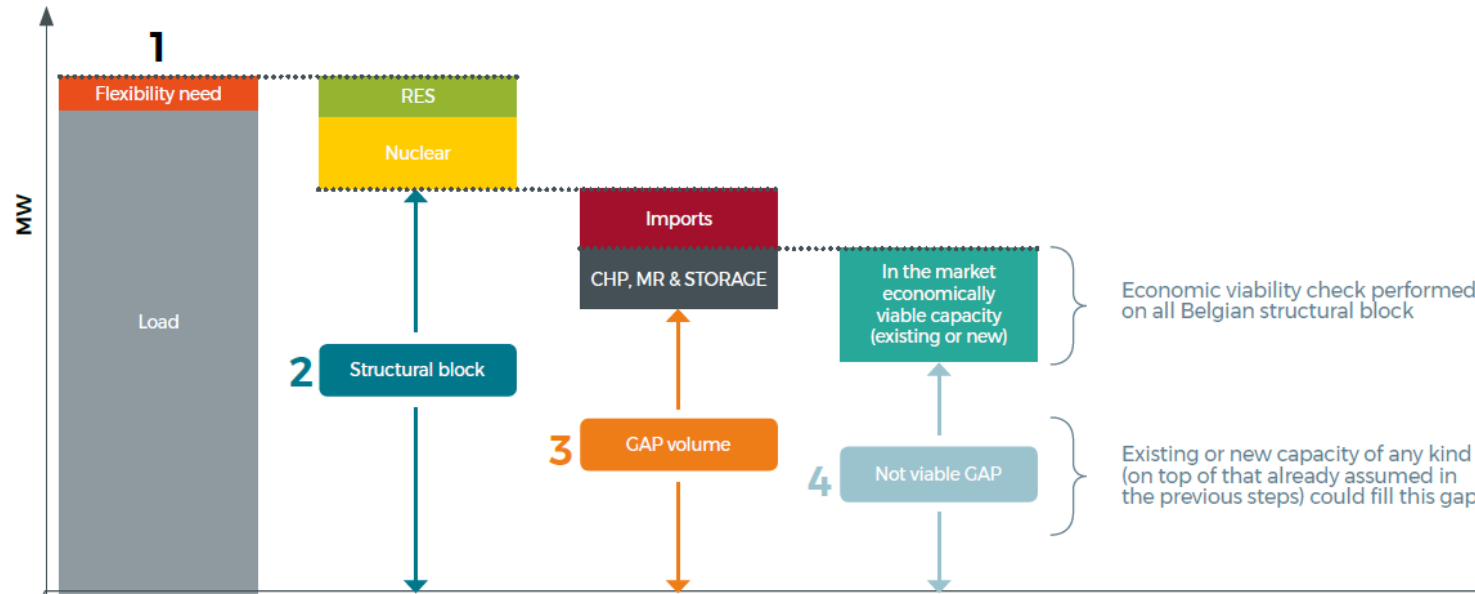 1
Flexibility need
RES
Nuclear
MW
Imports
CHP, MR & STORAGE
In the market
economically
viable capacity
(existing or new)
Economic viability check performed
on all Belgian structural block
Load
2
Structural block
3
GAP volume
4
Not viable GAP
Existing or new capacity of any kind
(on top of that already assumed in
the previous steps) could fill this gap